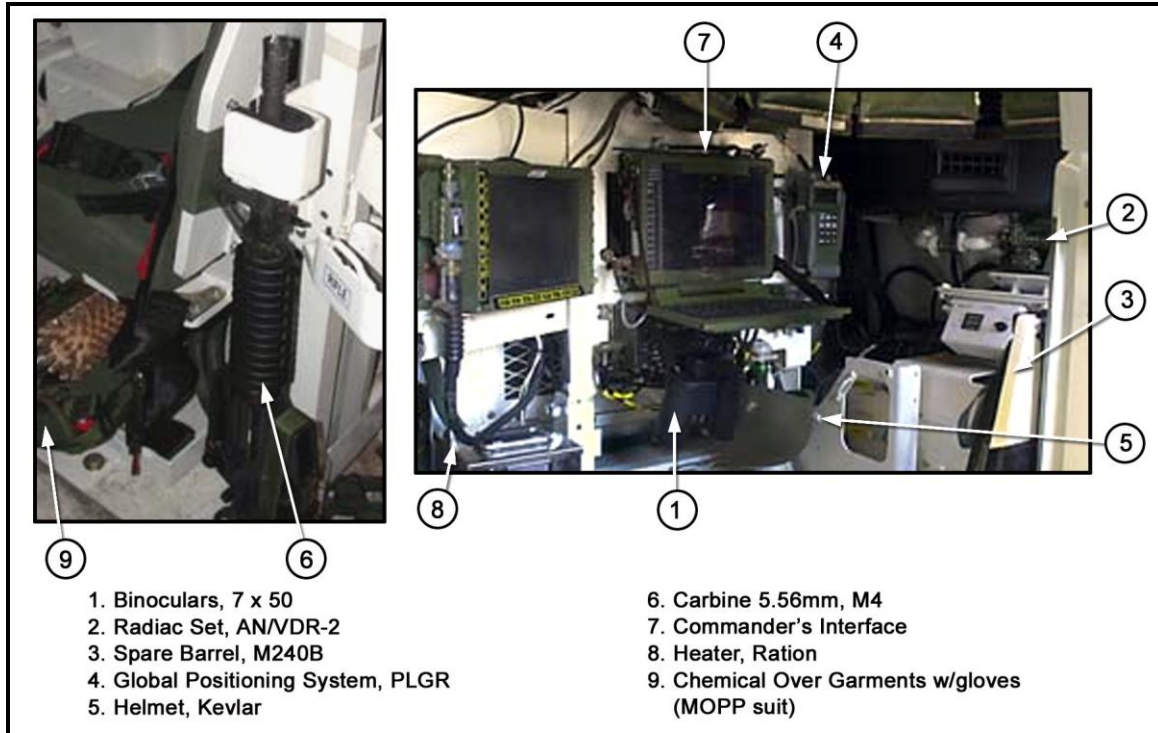 7
4
2
3
RIFLE
5
9
6
8
1
1. Binoculars, 7 x 50
2. Radiac Set, AN/VDR-2
3. Spare Barrel, M240B
4. Global Positioning System, PLGR
5. Helmet, Kevlar
6. Carbine 5.56mm, M4
7. Commander's Interface
8. Heater, Ration
9. Chemical Over Garments w/gloves
(MOPP suit)